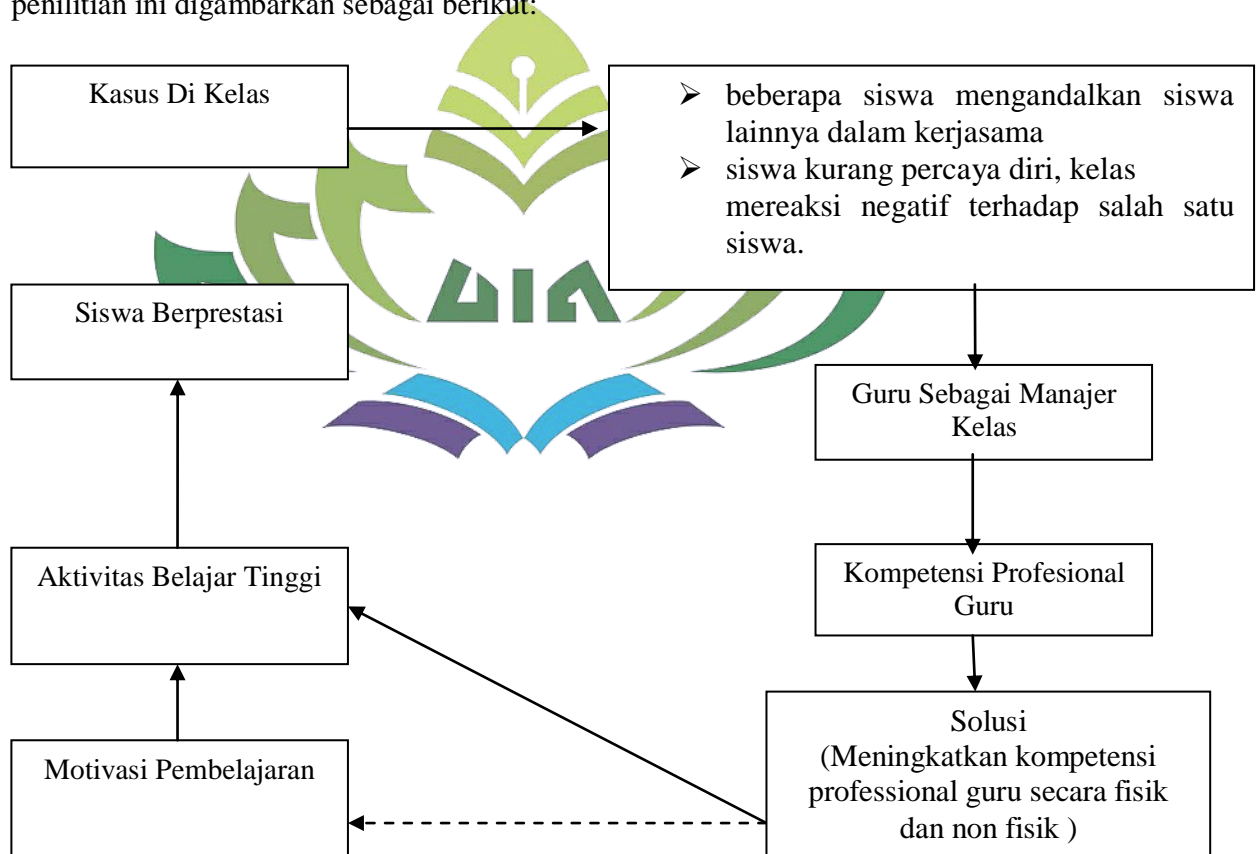 penilitian ini digambarkan sebagai berikut:
Kasus Di Kelas
➢ beberapa siswa mengandalkan siswa
lainnya dalam kerjasama
➢ siswa kurang percaya diri, kelas
mereaksi negatif terhadap salah satu
siswa.
Siswa Berprestasi
Guru Sebagai Manajer
Kelas
Aktivitas Belajar Tinggi
Kompetensi Profesional
Guru
Motivasi Pembelajaran
Solusi
(Meningkatkan kompetensi
professional guru secara fisik
dan non fisik )